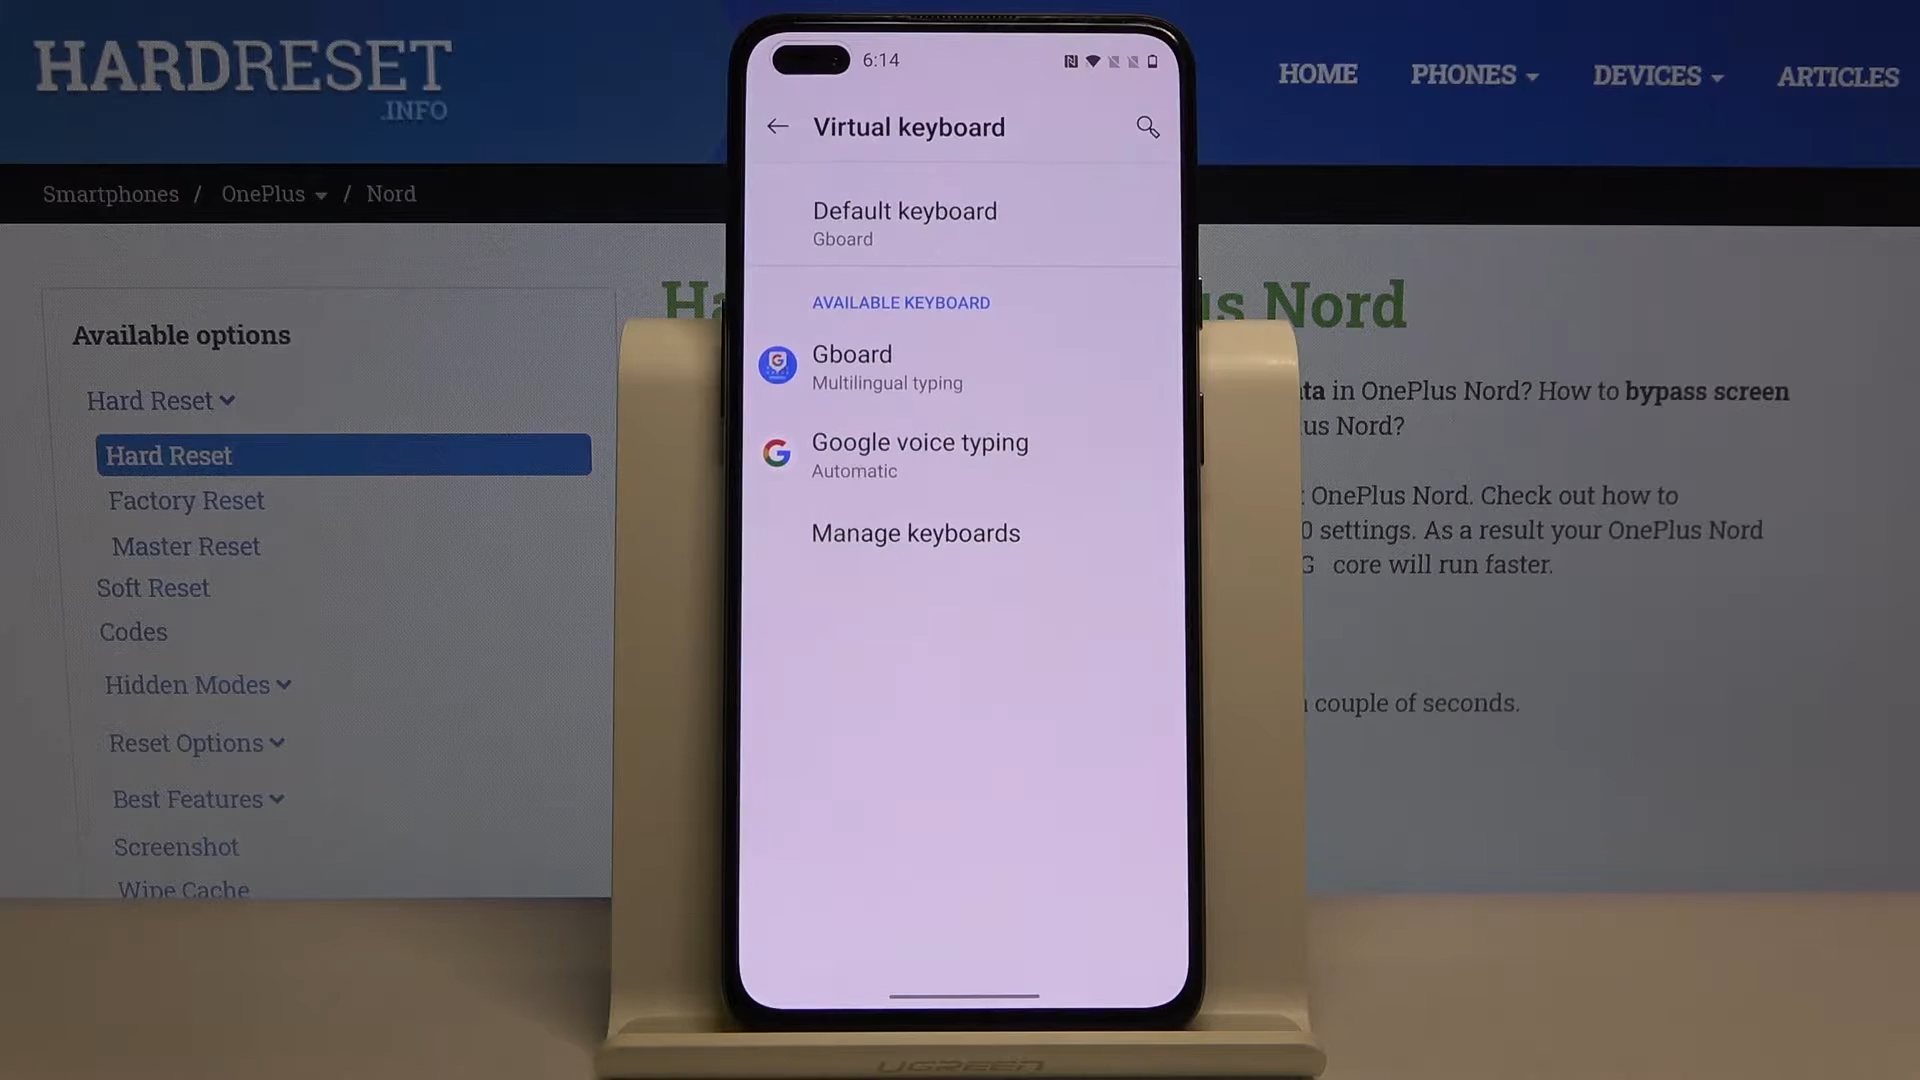 HARDRESET
.INFO
HOME PHONES DEVICES ARTICLES
Smartphones / OnePlus / Nord
Available options
Hard Reset
Hard Reset
Factory Reset
Master Reset
Soft Reset
Codes
Hidden Modes
Reset Options
Best Features
Screenshot
Wipe Cache
6:14
Virtual keyboard
Default keyboard
Gboard
AVAILABLE KEYBOARD
Gboard
Multilingual typing
Google voice typing
Automatic
Manage keyboards
Nord
in OnePlus Nord? How to bypass screen
Nord?
OnePlus Nord. Check out how to
settings. As a result your OnePlus Nord
core will run faster.
couple of seconds.
UGREEN